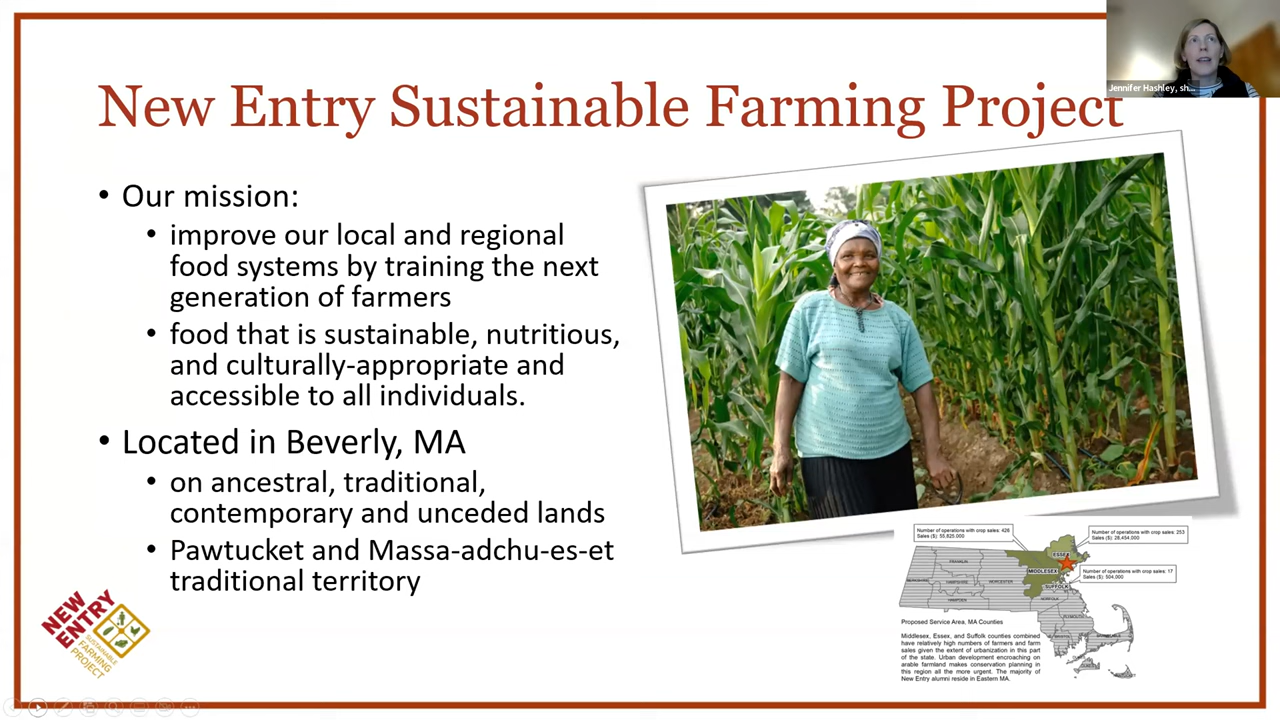 New Entry Sustainable Farming Project
Jennifer Hashley, sh...
• Our mission:
• improve our local and regional
food systems by training the next
generation of farmers
• food that is sustainable, nutritious,
and culturally-appropriate and
accessible to all individuals.
• Located in Beverly, MA
• on ancestral, traditional,
contemporary and unceded lands
• Pawtucket and Massa-adchu-es-et
traditional territory
NEW
ENTRY
SUSTAINABLE
FARMING
PROJECT
Number of operations with crop sales: 426
Sales ($): 55,825,000
Number of operations with crop sales: 253
Sales ($): 28,454,000
Number of operations with crop sales: 17
Sales ($): 504,000
ESSEX
MIDDLESEX
SUFFOLK
FRANKLIN
BERKSHIRE
HAMPSHIRE
WORCESTER
HAMPDEN
NORFOLK
PLYMOUTH
Proposed Service Area, MA Counties
Middlesex, Essex, and Suffolk counties combined
have relatively high numbers of farmers and farm
sales given the extent of urbanization in this part
of the state. Urban development encroaching on
arable farmland makes conservation planning in
this region all the more urgent. The majority of
New Entry alumni reside in Eastern MA.